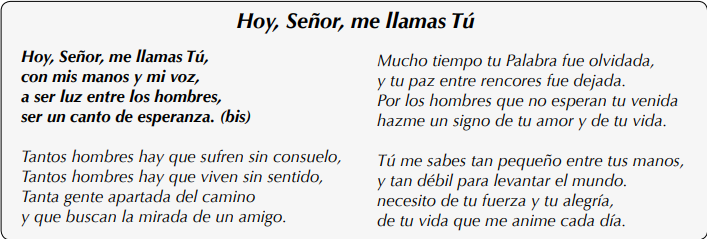 Hoy, Señor, me llamas Tú
Hoy, Señor, me llamas Tú,
con mis manos y mi voz,
a ser luz entre los hombres,
ser un canto de esperanza. (bis)
Tantos hombres hay que sufren sin consuelo,
Tantos hombres hay que viven sin sentido,
Tanta gente apartada del camino
y que buscan la mirada de un amigo.
Mucho tiempo tu Palabra fue olvidada,
y tu paz entre rencores fue dejada.
Por los hombres que no esperan tu venida
hazme un signo de tu amor y de tu vida.
Tú me sabes tan pequeño entre tus manos,
y tan débil para levantar el mundo.
necesito de tu fuerza y tu alegría,
de tu vida que me anime cada día.